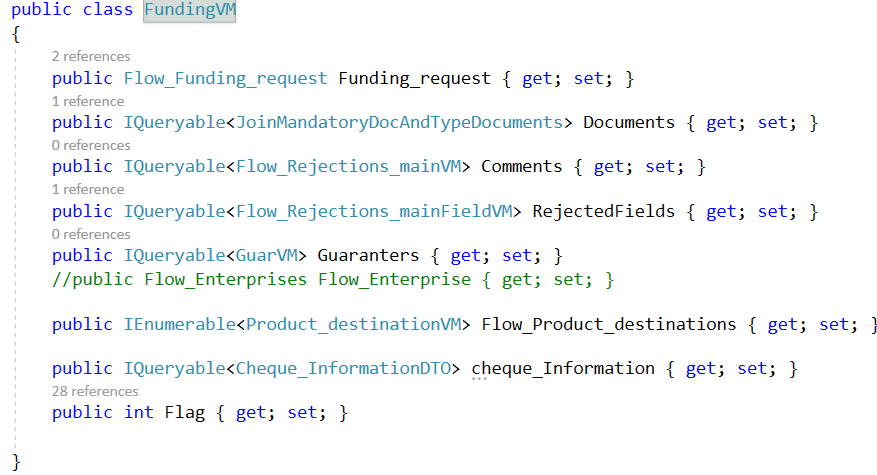 public class FundingVM
{
2 references
public Flow_Funding_request Funding_request { get; set; }
1 reference
public IQueryable<JoinMandatoryDocAndTypeDocuments> Documents { get; set; }
0 references
public IQueryable<Flow_Rejections_mainVM> Comments { get; set; }
1 reference
public IQueryable<Flow_Rejections_mainFieldVM> RejectedFields { get; set; }
0 references
public IQueryable<GuarVM> Guaranters { get; set; }
//public Flow_Enterprises Flow_Enterprise { get; set; }
public IEnumerable<Product_destinationVM> Flow_Product_destinations { get; set; }
public IQueryable<Cheque_InformationDTO> cheque_Information { get; set; }
28 references
public int Flag { get; set; }
}